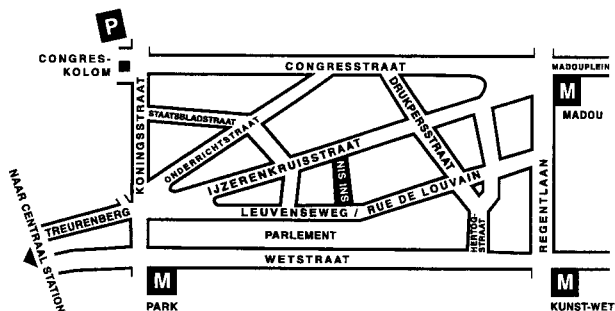 P
CONGRES-
KOLOM
CONGRESSTRAAT
MADOUPLEIN
M
MADOU
KONINGSSTRAAT
STAATSBLADSTRAAT
ONDERRICHTSTRAAT
DRUKPERSSTRAAT
IJZERENKRUISSTRAAT
NIS INS
REGENTLAAN
TREURENBERG
LEUVENSEWEG / RUE DE LOUVAIN
HERTOG-
STRAAT
PARLEMENT
NAAR CENTRAAL STATION
WETSTRAAT
M
PARK
M
KUNST-WET